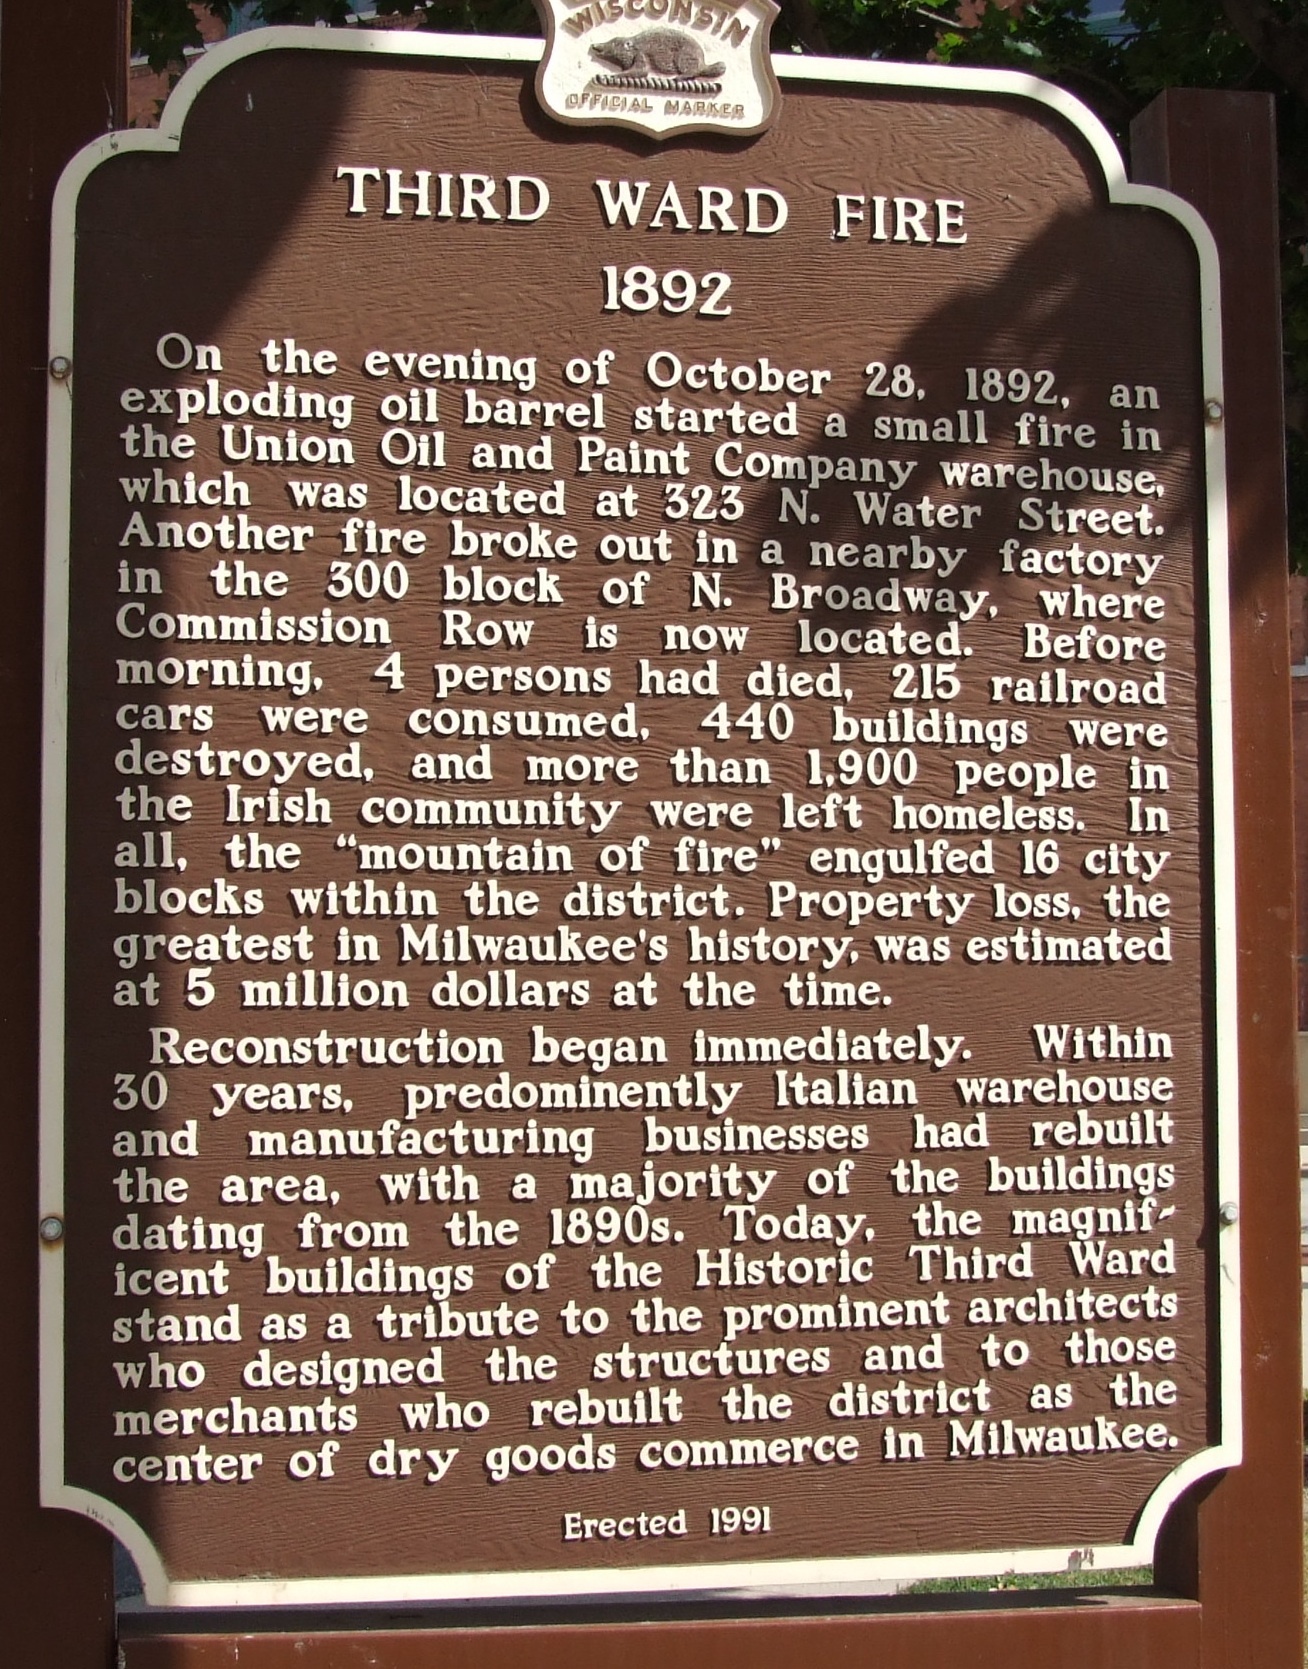 WISCONSIN
OFFICIAL MARKER
THIRD WARD FIRE
1892
On the evening of October 28, 1892, an
exploding oil barrel started a small fire in
the Union Oil and Paint Company warehouse,
which was located at 323 N. Water Street.
Another fire broke out in a nearby factory
in the 300 block of N. Broadway, where
Commission Row is now located. Before
morning, 4 persons had died, 215 railroad
cars were consumed, 440 buildings were
destroyed, and more than 1,900 people in
the Irish community were left homeless. In
all, the “mountain of fire” engulfed 16 city
blocks within the district. Property loss, the
greatest in Milwaukee's history, was estimated
at 5 million dollars at the time.
Reconstruction began immediately. Within
30 years, predominently Italian warehouse
and manufacturing businesses had rebuilt
the area, with a majority of the buildings
dating from the 1890s. Today, the magnif-
icent buildings of the Historic Third Ward
stand as a tribute to the prominent architects
who designed the structures and to those
merchants who rebuilt the district as the
center of dry goods commerce in Milwaukee.
Erected 1991